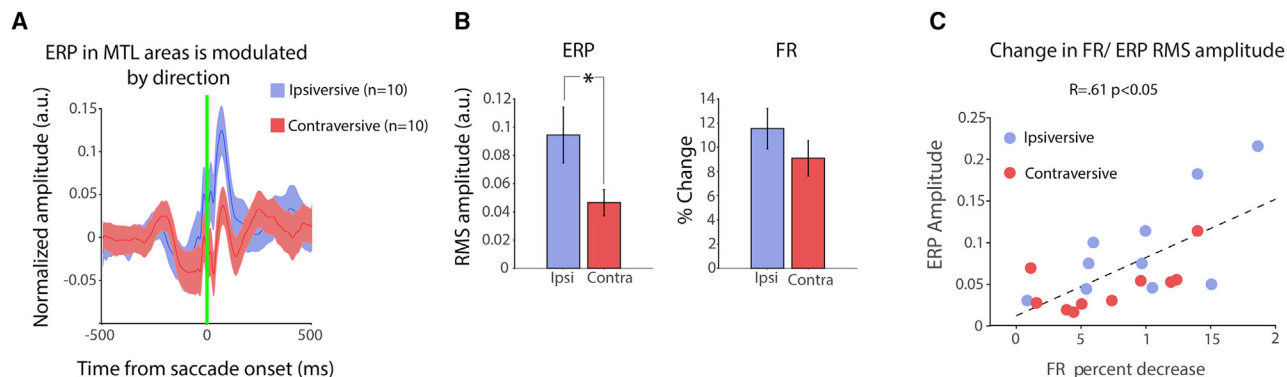 A
ERP in MTL areas is modulated
by direction
Ipsiversive (n=10)
Contraversive (n=10)
Normalized amplitude (a.u.)
0.15
0.1
0.05
0
-0.05
-500
0
500
Time from saccade onset (ms)
B
ERP
*
RMS amplitude (a.u.)
0.12
0.1
0.08
0.06
0.04
0.02
0
Ipsi Contra
FR
% Change
14
12
10
8
6
4
2
0
Ipsi Contra
C
Change in FR/ ERP RMS amplitude
R=.61 p<0.05
Ipsiversive
Contraversive
ERP Amplitude
0.25
0.2
0.15
0.1
0.05
0
0 5 1 15 2
FR percent decrease